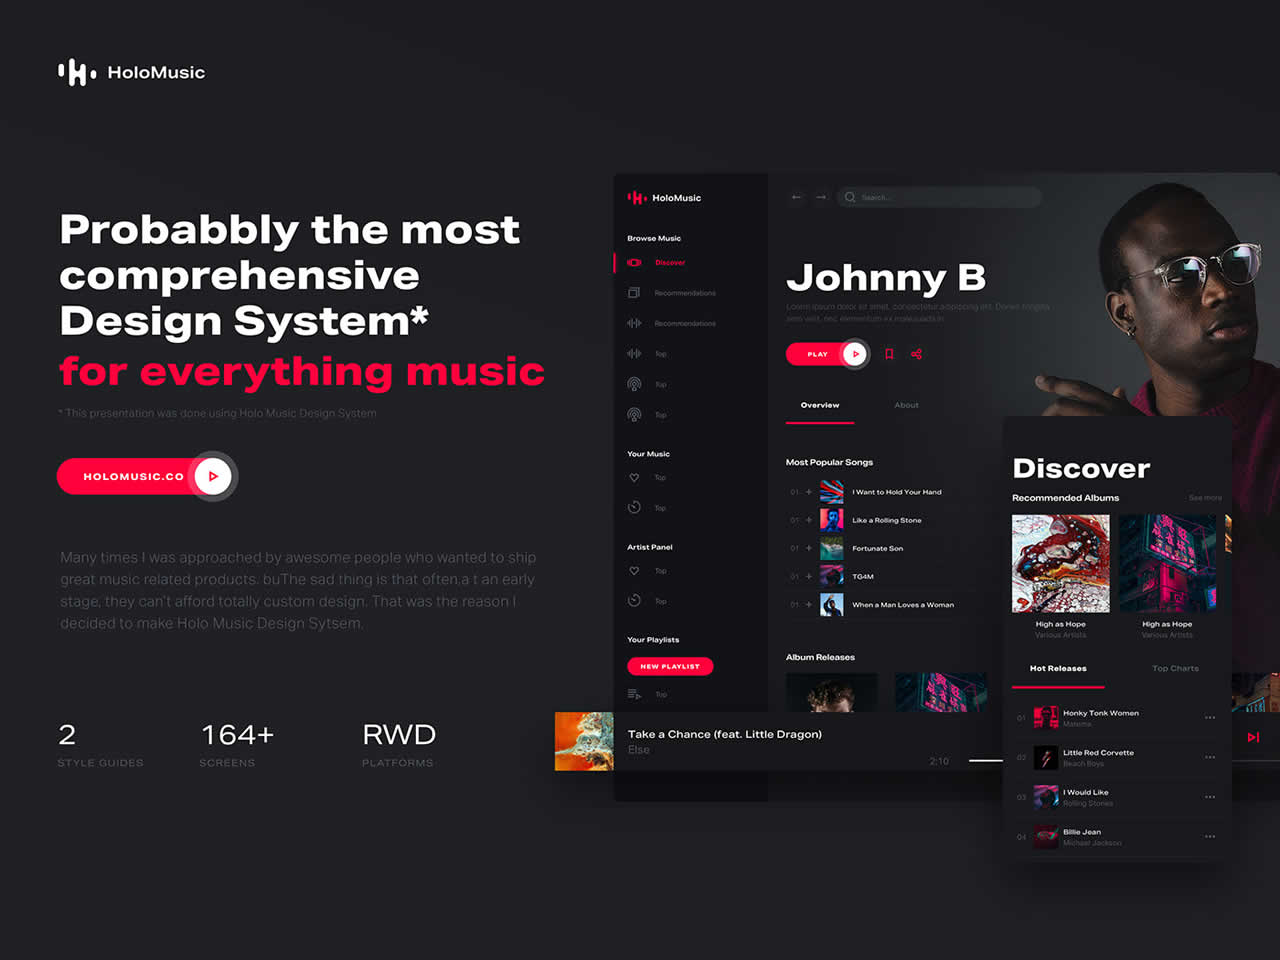 HoloMusic
Probabbly the most
comprehensive
Design System*
for everything music
* This presentation was done using Holo Music Design System
HOLOMUSIC.CO
Many times I was approached by awesome people who wanted to ship
great music related products. buThe sad thing is that often,a t an early
stage, they can't afford totally custom design. That was the reason I
decided to make Holo Music Design Sytsem.
2
STYLE GUIDES
164+
SCREENS
RWD
PLATFORMS
HoloMusic
Browse Music
Discover
Recommendations
Recommendations
Top
Top
Top
Your Music
Top
Top
Artist Panel
Top
Top
Your Playlists
NEW PLAYLIST
Top
Search...
Johnny B
Lorem ipsum dolor sit amet, consectetur adipiscing elit. Donec fringilla
sem velit, nec elementum ex malesuada in
PLAY
Overview
About
Most Popular Songs
01 + I Want to Hold Your Hand
01 + Like a Rolling Stone
01 + Fortunate Son
01 + TG4M
01 + When a Man Loves a Woman
Album Releases
Take a Chance (feat. Little Dragon)
Else
2:10
Discover
Recommended Albums
See more
High as Hope
Various Artists
High as Hope
Various Artists
Hot Releases
Top Charts
01 Honky Tonk Women
Materna
02 Little Red Corvette
Beach Boys
03 I Would Like
Rolling Stones
04 Billie Jean
Michael Jackson